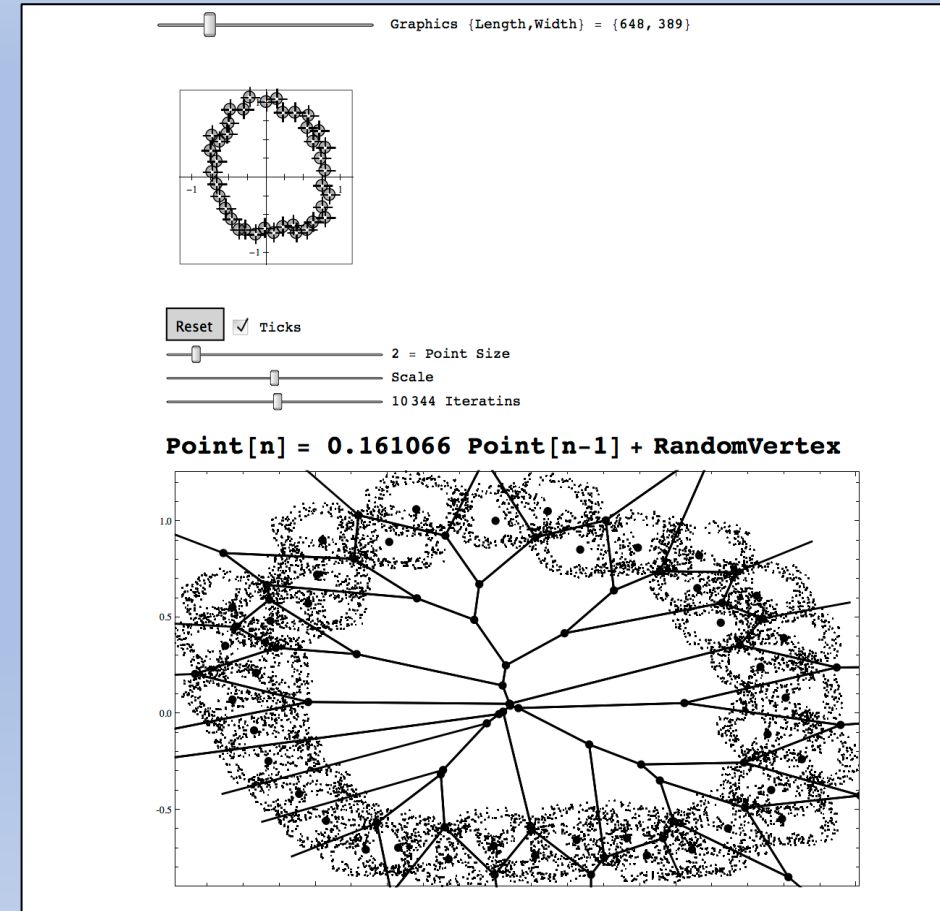 Graphics {Length,Width} = {648, 389}
-1 1
-1
Reset Ticks
2 = Point Size
Scale
10344 Iteratins
Point[n] = 0.161066 Point[n-1] + RandomVertex
1.0
0.5
0.0
-0.5